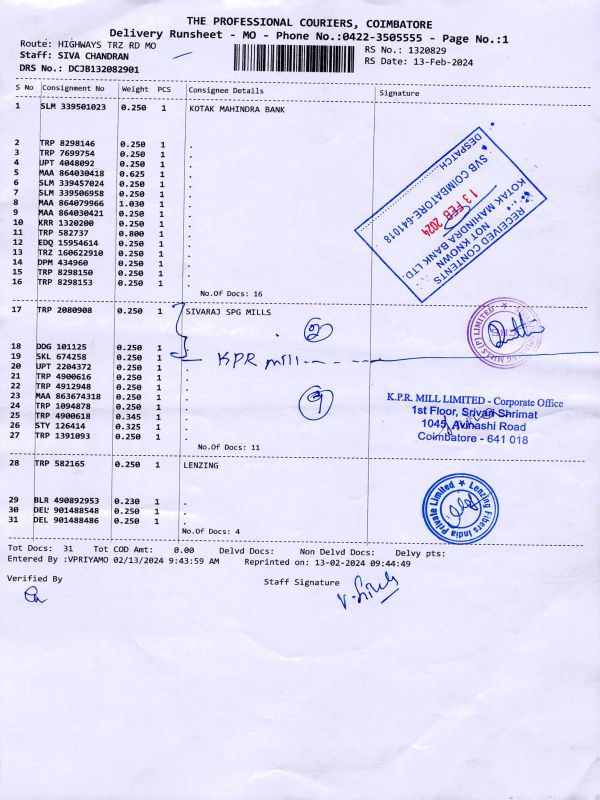 THE PROFESSIONAL COURIERS, COIMBATORE
Delivery Runsheet - MO - Phone No.:0422-3505555 - Page No.:1
Route: HIGHWAYS TRZ RD MO
RS No.: 1320829
Staff: SIVA CHANDRAN
RS Date: 13-Feb-2024
DRS No.: DCJB132082901
S No Consignment No Weight PCS Consignee Details Signature
1 SLM 339501023 0.250 1 KOTAK MAHINDRA BANK
2 TRP 8298146 0.250 1 .
3 TRP 7699754 0.250 1 .
4 UPT 4048092 0.250 1 .
5 MAA 864030418 0.625 1 .
6 SLM 339457024 0.250 1 .
7 SLM 339506958 0.250 1 .
8 MAA 864079966 1.030 1 .
9 MAA 864030421 0.250 1 .
10 KRR 1320200 0.250 1 .
11 TRP 582737 0.800 1 .
12 EDQ 15954614 0.250 1 .
13 TRZ 160622910 0.250 1 .
14 DPM 434960 0.250 1 .
15 TRP 8298150 0.250 1 .
16 TRP 8298153 0.250 1 .
No.Of Docs: 16
DESPATCH
SVB COIMBATORE-641018
13 FEB 2024
KOTAK MAHINDRA BANK LTD.
NOT KNOWN
RECEIVED CONTENTS
17 TRP 2080908 0.250 1 SIVARAJ SPG MILLS
2
18 DDG 101125 0.250 1 .
19 SKL 674258 0.250 1 .
KPR mill
20 UPT 2204372 0.250 1 .
21 TRP 4900616 0.250 1 .
22 TRP 4912948 0.250 1 .
23 MAA 863674318 0.250 1 .
24 TRP 1094878 0.250 1 .
25 TRP 4900618 0.345 1 .
26 STY 126414 0.325 1 .
27 TRP 1391093 0.250 1 .
No.Of Docs: 11
9
K.P.R. MILL LIMITED - Corporate Office
1st Floor, Srivari Shrimat
1045, Avinashi Road
Coimbatore - 641 018
28 TRP 582165 0.250 1 LENZING
29 BLR 490892953 0.230 1 .
30 DEL 901488548 0.250 1 .
31 DEL 901488486 0.250 1 .
No.Of Docs: 4
Lenzing Fibers India Private Limited
Tot Docs: 31 Tot COD Amt: 0.00 Delvd Docs: Non Delvd Docs: Delvy pts:
Entered By :VPRIYAMO 02/13/2024 9:43:59 AM Reprinted on: 13-02-2024 09:44:49
Verified By
Staff Signature